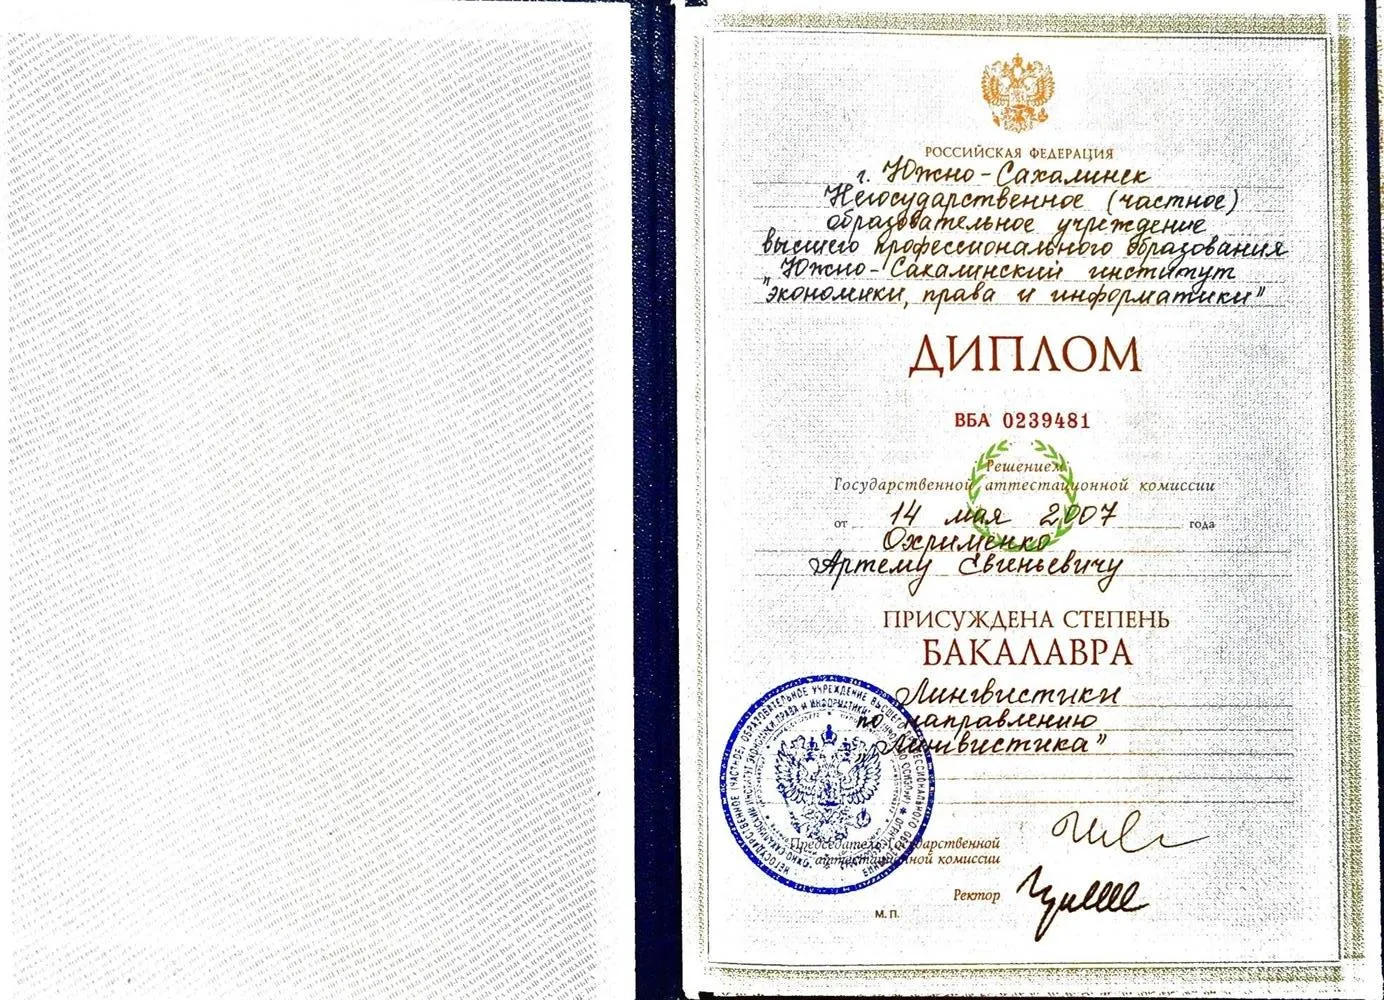 РОССИЙСКАЯ ФЕДЕРАЦИЯ
г. Южно-Сахалинск
Негосударственное (частное)
образовательное учреждение
высшего профессионального образования
"Южно-Сахалинский институт
экономики, права и информатики"
ДИПЛОМ
ВБА 0239481
Решением
Государственной аттестационной комиссии
от 14 мая 2007 года
Охрименко
Артему Евгеньевичу
ПРИСУЖДЕНА СТЕПЕНЬ
БАКАЛАВРА
Лингвистики
по направлению
"Лингвистика"
Председатель Государственной
аттестационной комиссии
Ректор
М. П.